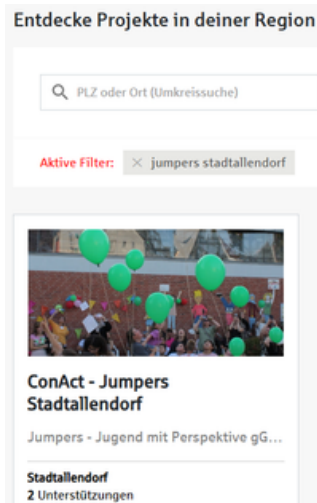 Entdecke Projekte in deiner Region
PLZ oder Ort (Umkreissuche)
Aktive Filter: × jumpers stadtallendorf
ConAct - Jumpers
Stadtallendorf
Jumpers - Jugend mit Perspektive gG...
Stadtallendorf
2 Unterstützungen